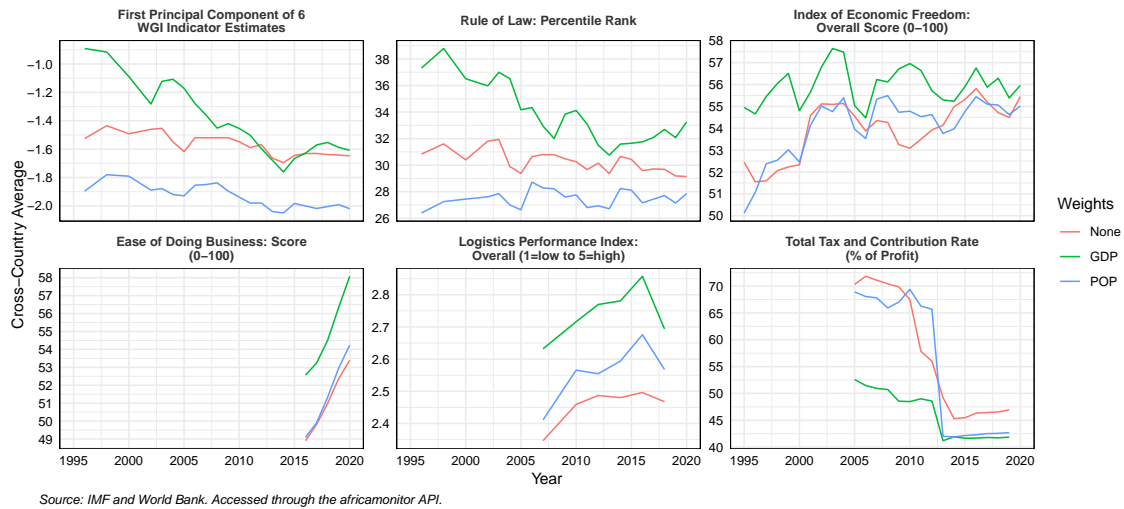 First Principal Component of 6
WGI Indicator Estimates
Rule of Law: Percentile Rank
Index of Economic Freedom:
Overall Score (0–100)
−1.0
−1.2
−1.4
−1.6
−1.8
−2.0
38
36
34
32
30
28
26
58
57
56
55
54
53
52
51
50
Ease of Doing Business: Score
(0–100)
Logistics Performance Index:
Overall (1=low to 5=high)
Total Tax and Contribution Rate
(% of Profit)
58
57
56
55
54
53
52
51
50
49
2.8
2.7
2.6
2.5
2.4
70
65
60
55
50
45
40
1995 2000 2005 2010 2015 2020
1995 2000 2005 2010 2015 2020
1995 2000 2005 2010 2015 2020
Cross−Country Average
Year
Weights
None
GDP
POP
Source: IMF and World Bank. Accessed through the africamonitor API.